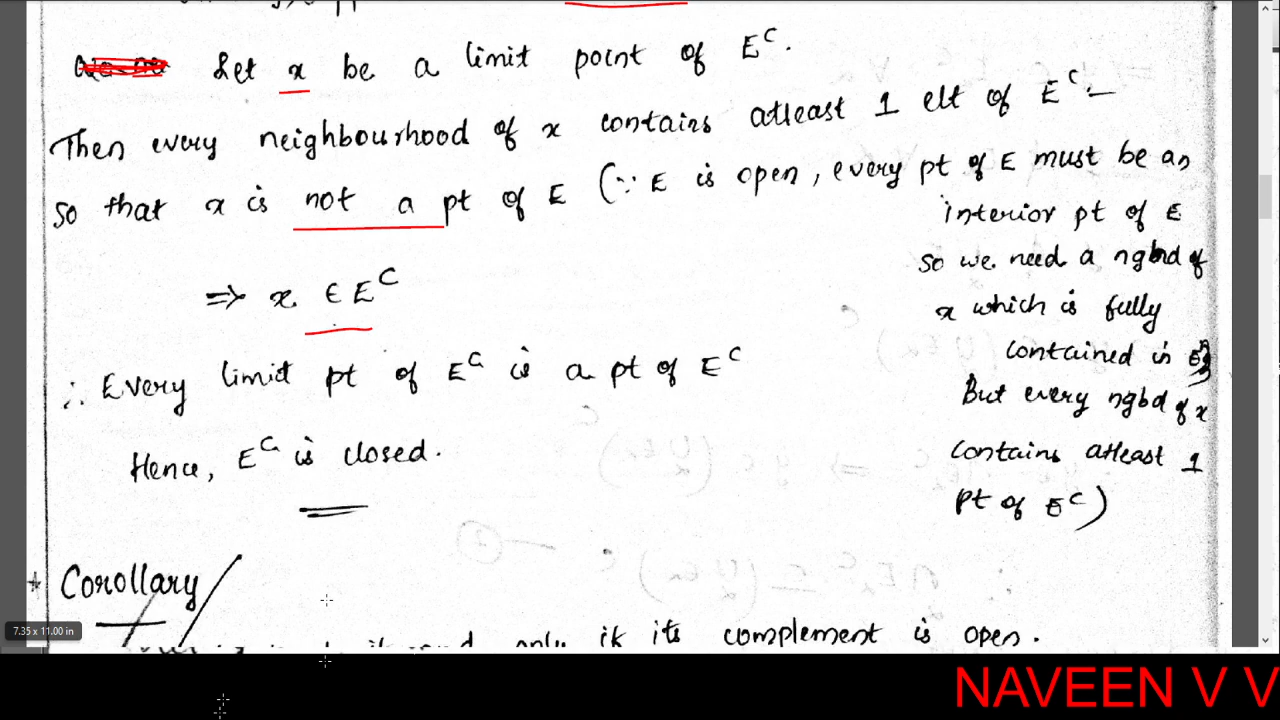 Let x be a limit point of E^C.
Then every neighbourhood of x contains atleast 1 elt of E^C.
so that x is not a pt of E (∵ E is open, every pt of E must be an
interior pt of E
so we need a ngbd of
x which is fully
contained in E
But every ngbd of x
contains atleast 1
pt of E^C)
⇒ x ∈ E^C
∴ Every limit pt of E^C is a pt of E^C
Hence, E^C is closed.
Corollary
only if its complement is open.
7.35 x 11.00 in
NAVEEN V V